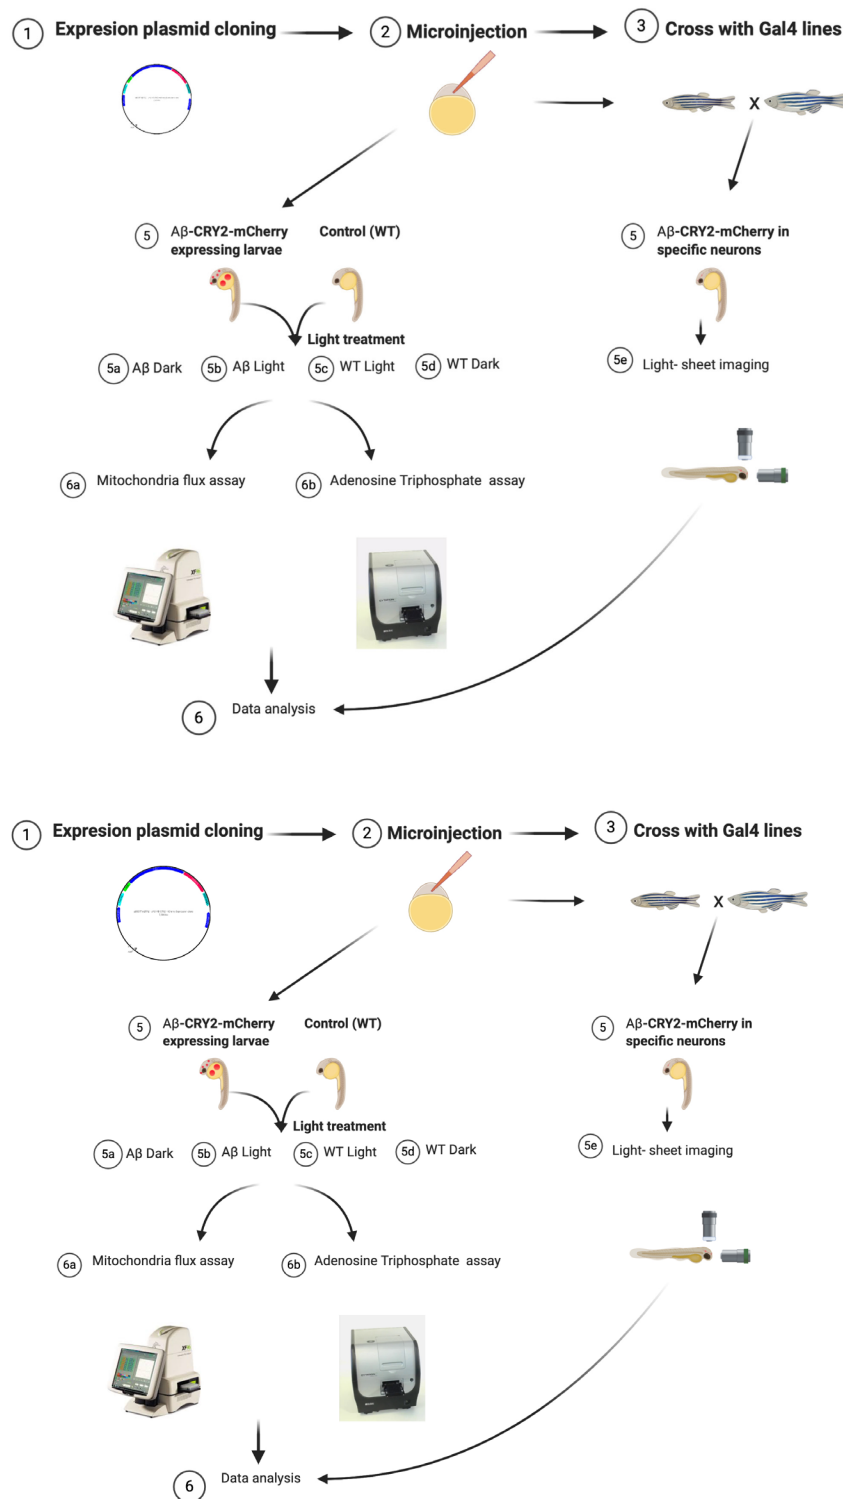 1 Expresion plasmid cloning
2 Microinjection
3 Cross with Gal4 lines
X
5 Aβ-CRY2-mCherry
expressing larvae
Control (WT)
5 Aβ-CRY2-mCherry in
specific neurons
Light treatment
5a Aβ Dark
5b Aβ Light
5c WT Light
5d WT Dark
5e Light- sheet imaging
6a Mitochondria flux assay
6b Adenosine Triphosphate assay
XF
6 Data analysis
1 Expresion plasmid cloning
2 Microinjection
3 Cross with Gal4 lines
X
5 Aβ-CRY2-mCherry
expressing larvae
Control (WT)
5 Aβ-CRY2-mCherry in
specific neurons
Light treatment
5a Aβ Dark
5b Aβ Light
5c WT Light
5d WT Dark
5e Light- sheet imaging
6a Mitochondria flux assay
6b Adenosine Triphosphate assay
XF
6 Data analysis